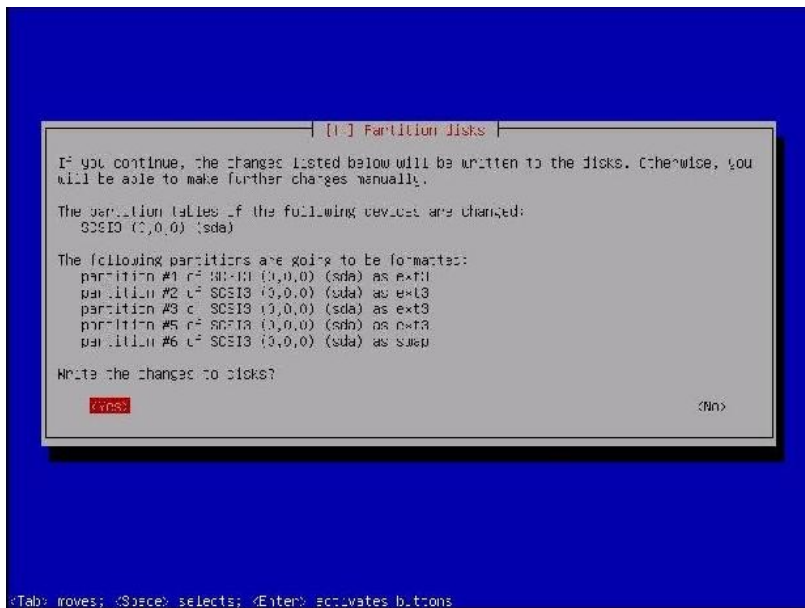 [!!] Partition disks
If you continue, the changes listed below will be written to the disks. Otherwise, you
will be able to make further changes manually.
The partition tables of the following devices are changed:
SCSI3 (0,0,0) (sda)
The following partitions are going to be formatted:
partition #1 of SCSI3 (0,0,0) (sda) as ext3
partition #2 of SCSI3 (0,0,0) (sda) as ext3
partition #3 of SCSI3 (0,0,0) (sda) as ext3
partition #5 of SCSI3 (0,0,0) (sda) as ext3
partition #6 of SCSI3 (0,0,0) (sda) as swap
Write the changes to disks?
<Yes> <No>
<Tab> moves; <Space> selects; <Enter> activates buttons